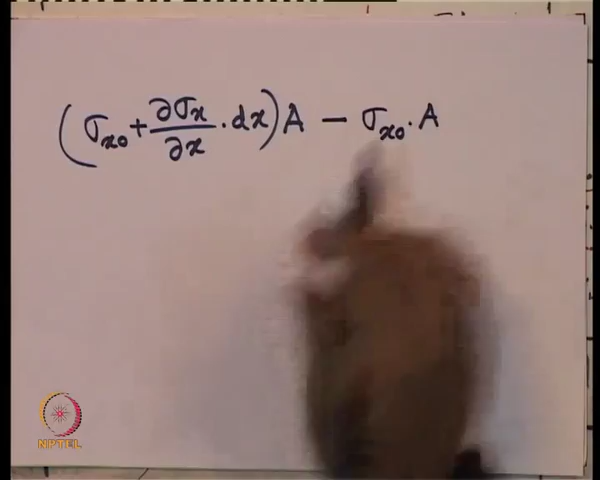 (σx0 + ∂σx/∂x · dx) A − σx0 · A
NPTEL